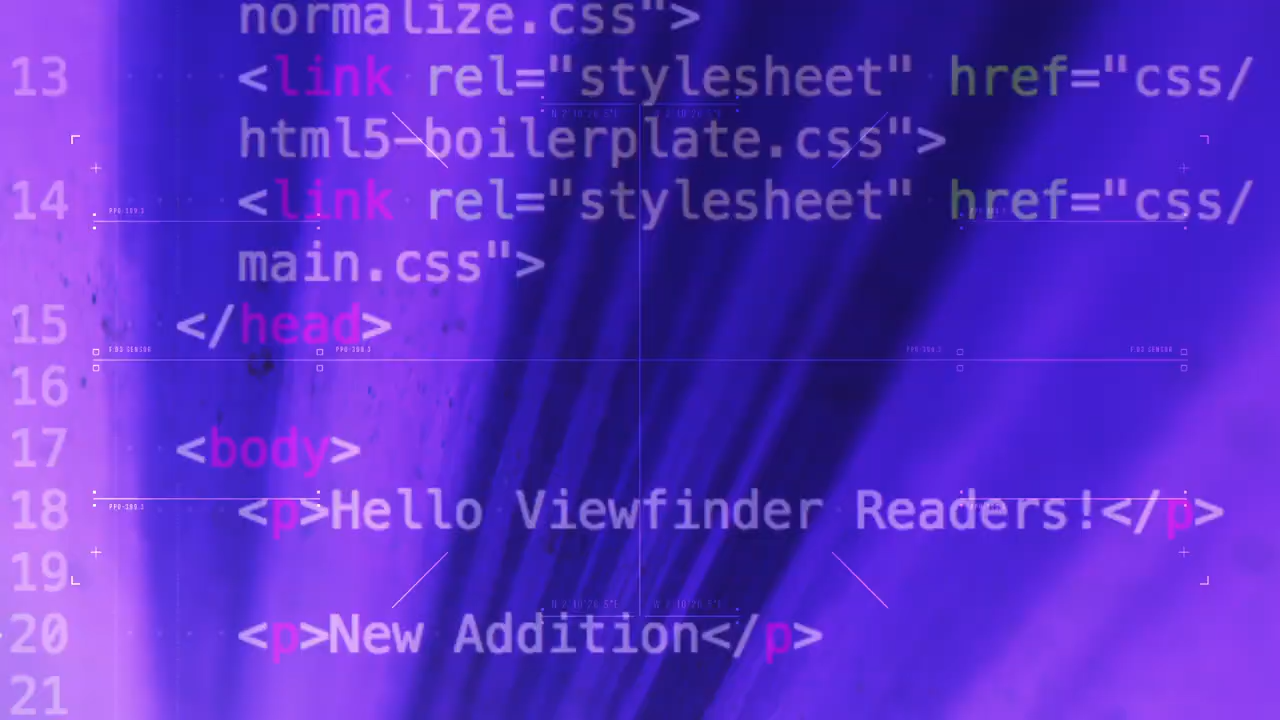 normalize.css">
13 <link rel="stylesheet" href="css/
html5-boilerplate.css">
14 <link rel="stylesheet" href="css/
main.css">
15 </head>
16
17 <body>
18 <p>Hello Viewfinder Readers!</p>
19
20 <p>New Addition</p>
21